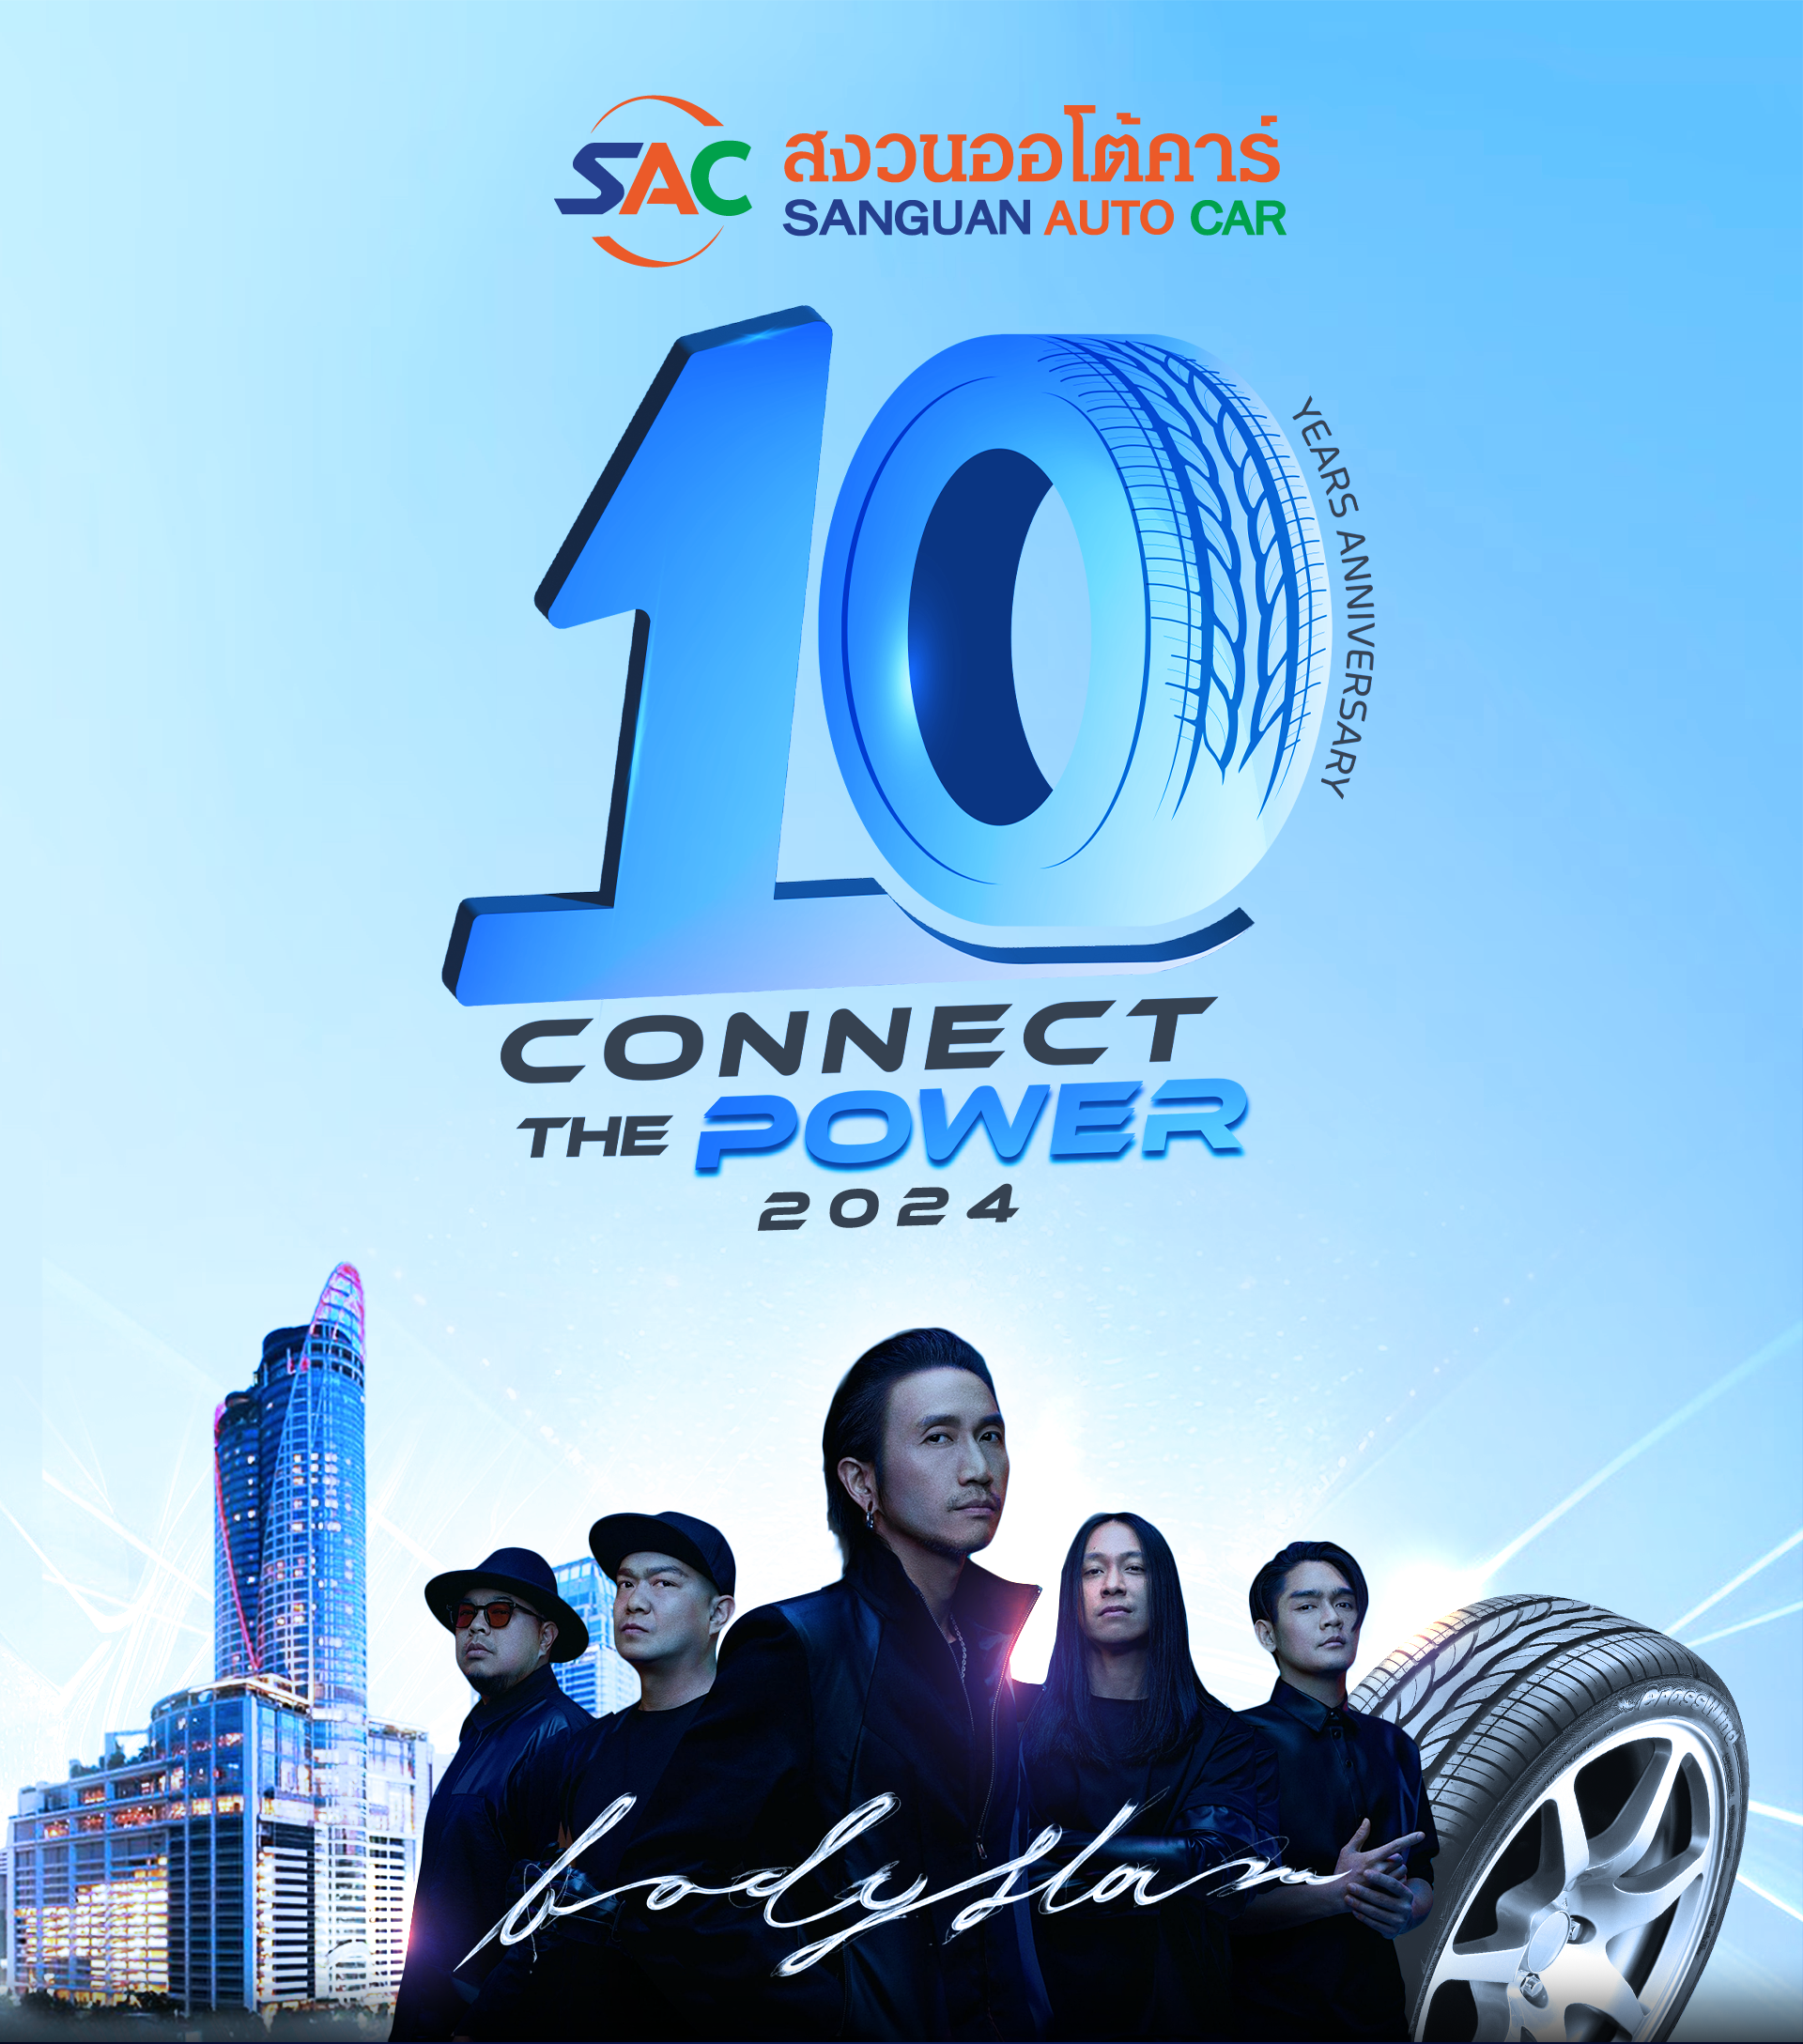 SAC
สงวนออโต้คาร์
SANGUAN AUTO CAR
10
YEARS ANNIVERSARY
CONNECT
THE POWER
2024
bodyslam